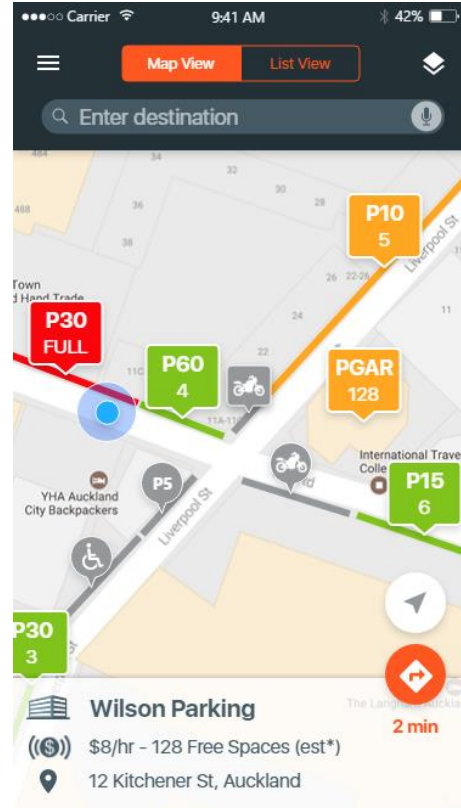 Carrier
9:41 AM
42%
Map View
List View
Enter destination
484
34
32
36
30
28
488
38
P10
5
Liverpool St
26
22-26
11
24
Town
d Hand Trade
P30
FULL
22
11C
P60
4
PGAR
128
11A-11
International Trave
Colle
P15
6
P5
YHA Auckland
City Backpackers
Liverpool St
P30
3
Wilson Parking
$8/hr - 128 Free Spaces (est*)
12 Kitchener St, Auckland
The Langham Auckla
2 min